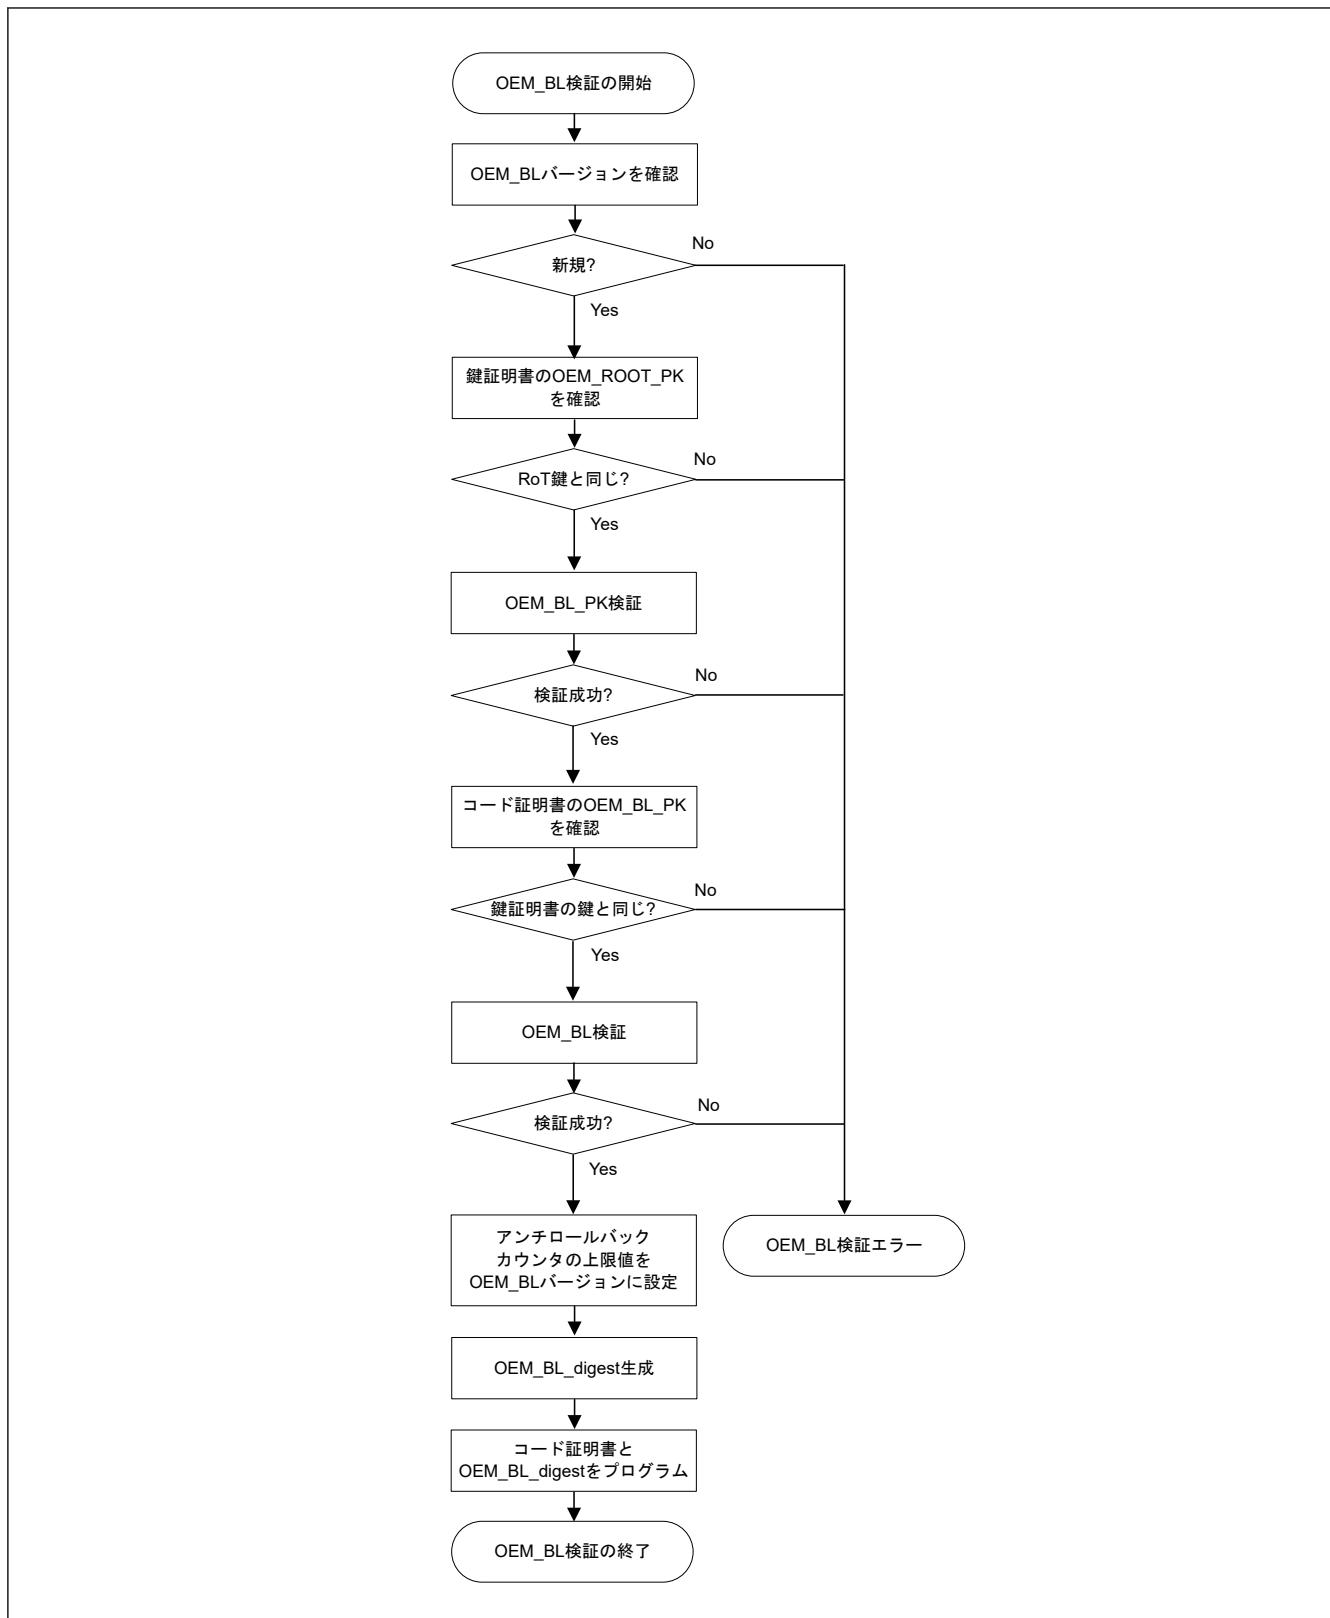 OEM_BL検証の開始
OEM_BLバージョンを確認
新規?
No
Yes
鍵証明書のOEM_ROOT_PK
を確認
RoT鍵と同じ?
No
Yes
OEM_BL_PK検証
検証成功?
No
Yes
コード証明書のOEM_BL_PK
を確認
鍵証明書の鍵と同じ?
No
Yes
OEM_BL検証
検証成功?
No
Yes
アンチロールバック
カウンタの上限値を
OEM_BLバージョンに設定
OEM_BL検証エラー
OEM_BL_digest生成
コード証明書と
OEM_BL_digestをプログラム
OEM_BL検証の終了